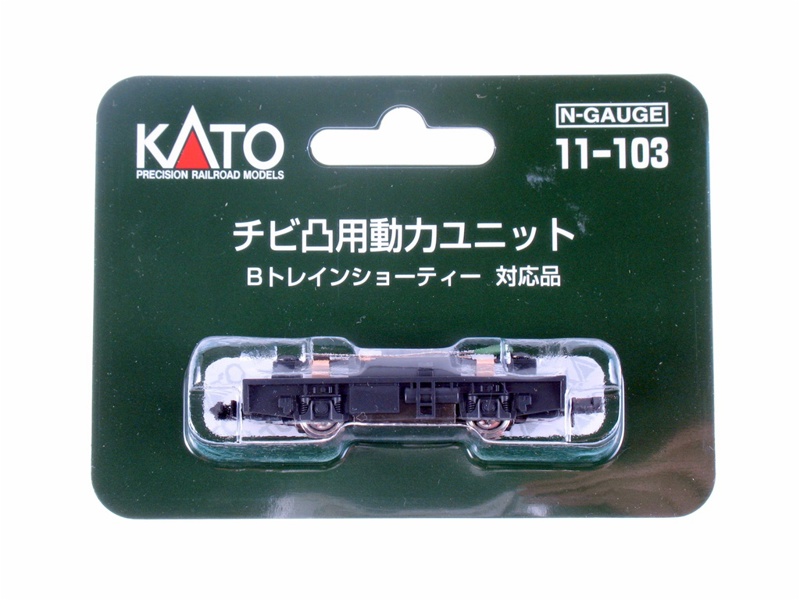 KATO
PRECISION RAILROAD MODELS
N-GAUGE
11-103
チビ凸用動力ユニット
Bトレインショーティー 対応品